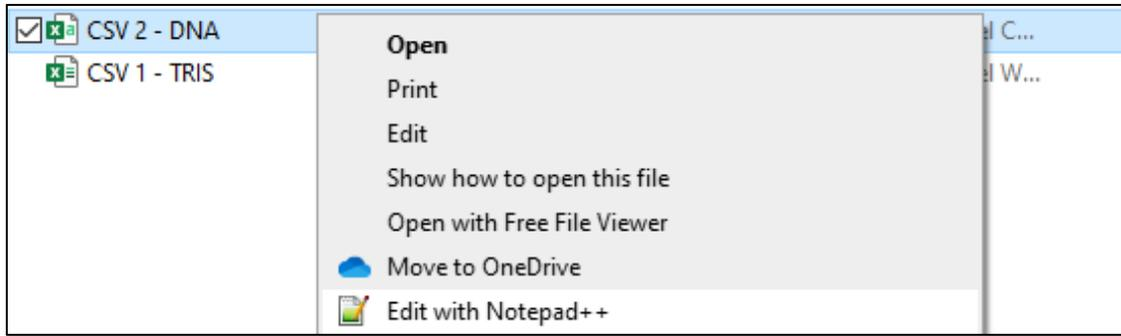 CSV 2 - DNA
CSV 1 - TRIS
Open
Print
Edit
Show how to open this file
Open with Free File Viewer
Move to OneDrive
Edit with Notepad++
C...
W...